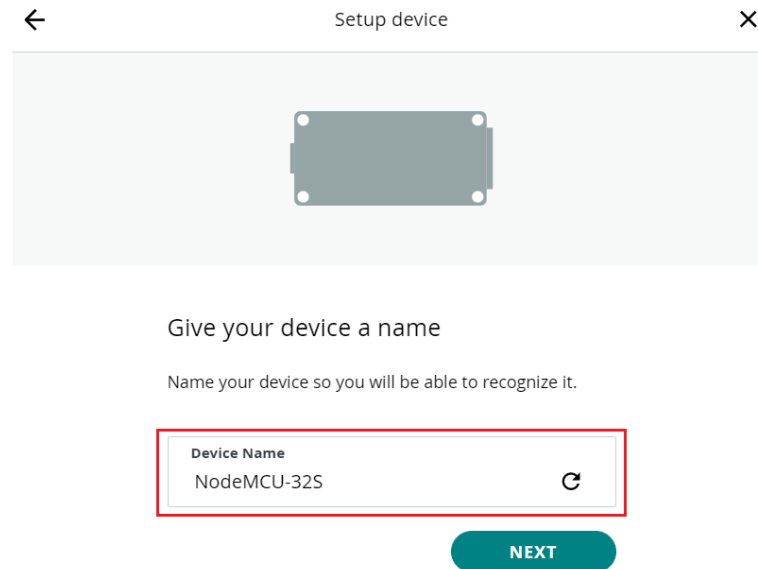 Setup device
Give your device a name
Name your device so you will be able to recognize it.
Device Name
NodeMCU-32S
NEXT